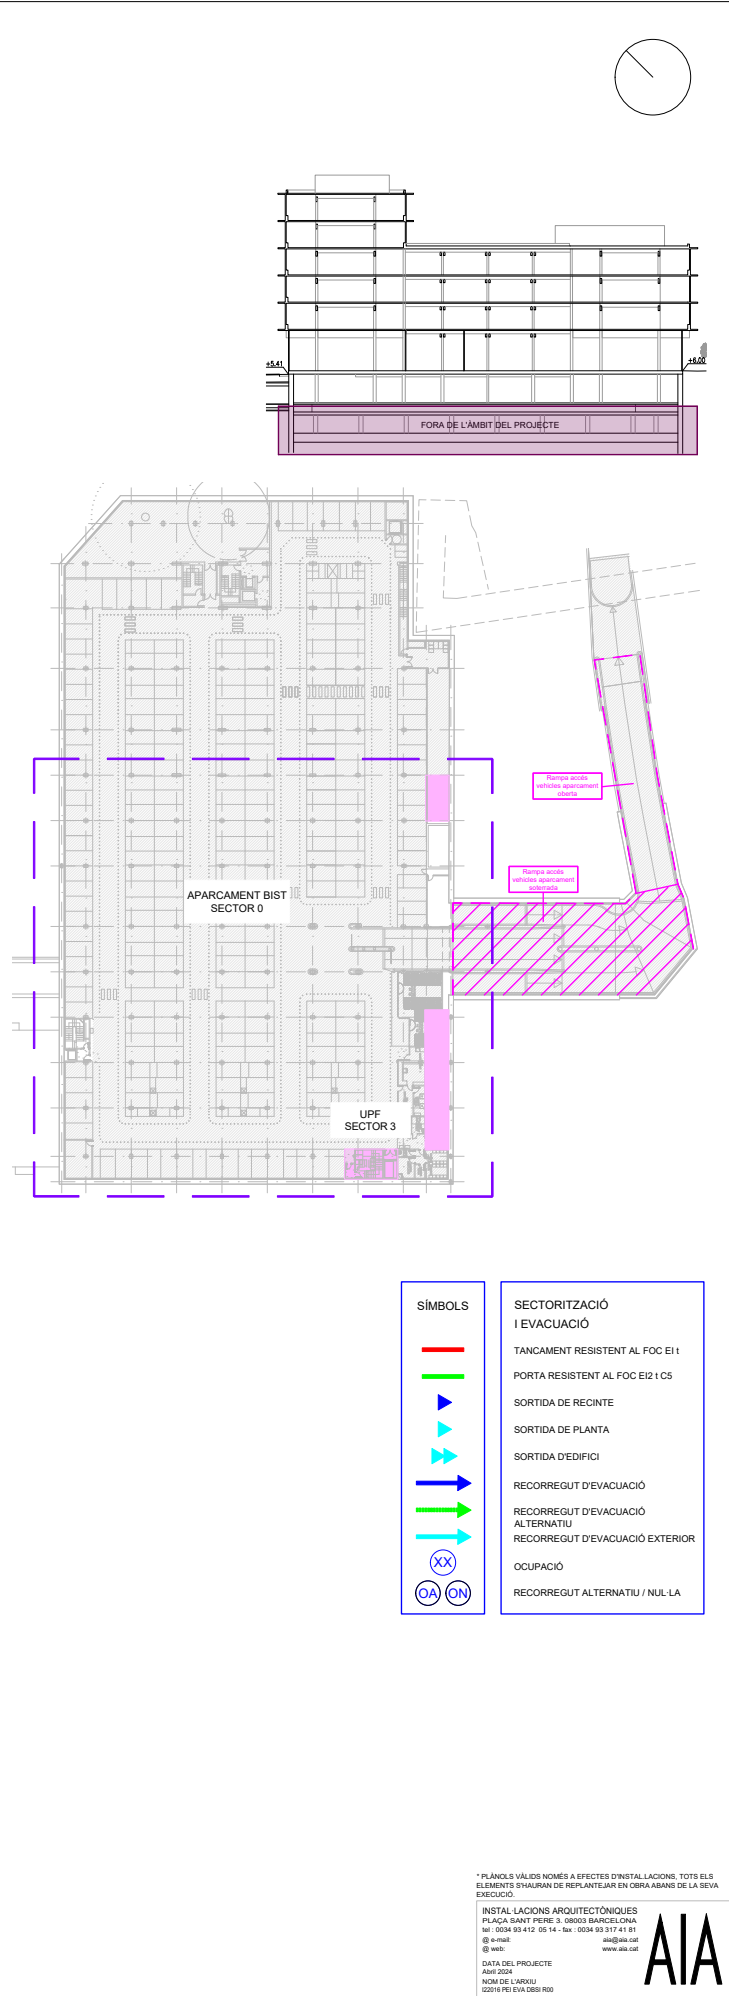 +5.41
+6.00
FORA DE L'ÀMBIT DEL PROJECTE
Rampa accés
vehicles aparcament
oberta
Rampa accés
vehicles aparcament
soterrada
APARCAMENT BIST
SECTOR 0
UPF
SECTOR 3
SÍMBOLS
SECTORITZACIÓ
I EVACUACIÓ
TANCAMENT RESISTENT AL FOC EI t
PORTA RESISTENT AL FOC EI2 t C5
SORTIDA DE RECINTE
SORTIDA DE PLANTA
SORTIDA D'EDIFICI
RECORREGUT D'EVACUACIÓ
RECORREGUT D'EVACUACIÓ
ALTERNATIU
RECORREGUT D'EVACUACIÓ EXTERIOR
XX
OCUPACIÓ
OA ON
RECORREGUT ALTERNATIU / NUL·LA
* PLÀNOLS VÀLIDS NOMÉS A EFECTES D'INSTAL.LACIONS, TOTS ELS
ELEMENTS S'HAURAN DE REPLANTEJAR EN OBRA ABANS DE LA SEVA
EXECUCIÓ.
INSTAL·LACIONS ARQUITECTÒNIQUES
PLAÇA SANT PERE 3. 08003 BARCELONA
tel : 0034 93 412 05 14 - fax : 0034 93 317 41 81
@ e-mail: aia@aia.cat
@ web: www.aia.cat
DATA DEL PROJECTE
Abril 2024
NOM DE L'ARXIU
I22016 PEI EVA DBSI R00
AIA